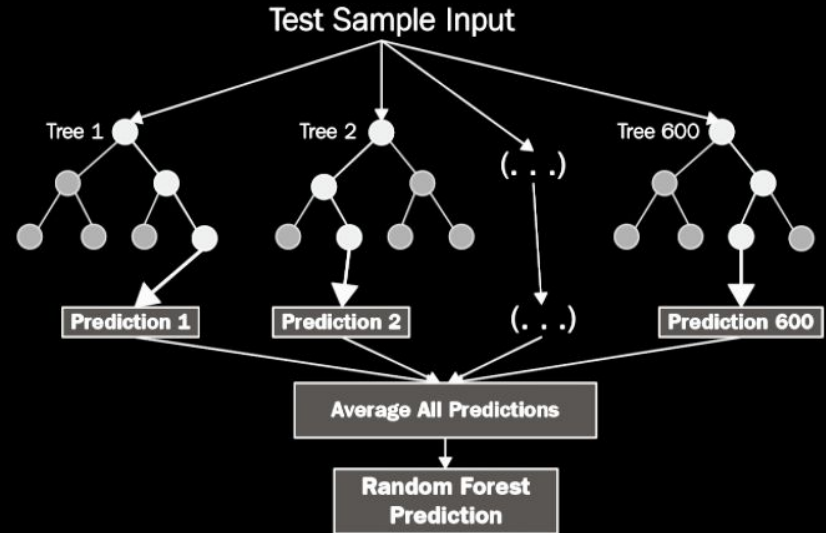 Test Sample Input
Tree 1
Tree 2
Tree 600
(. . .)
Prediction 1
Prediction 2
(. . .)
Prediction 600
Average All Predictions
Random Forest
Prediction